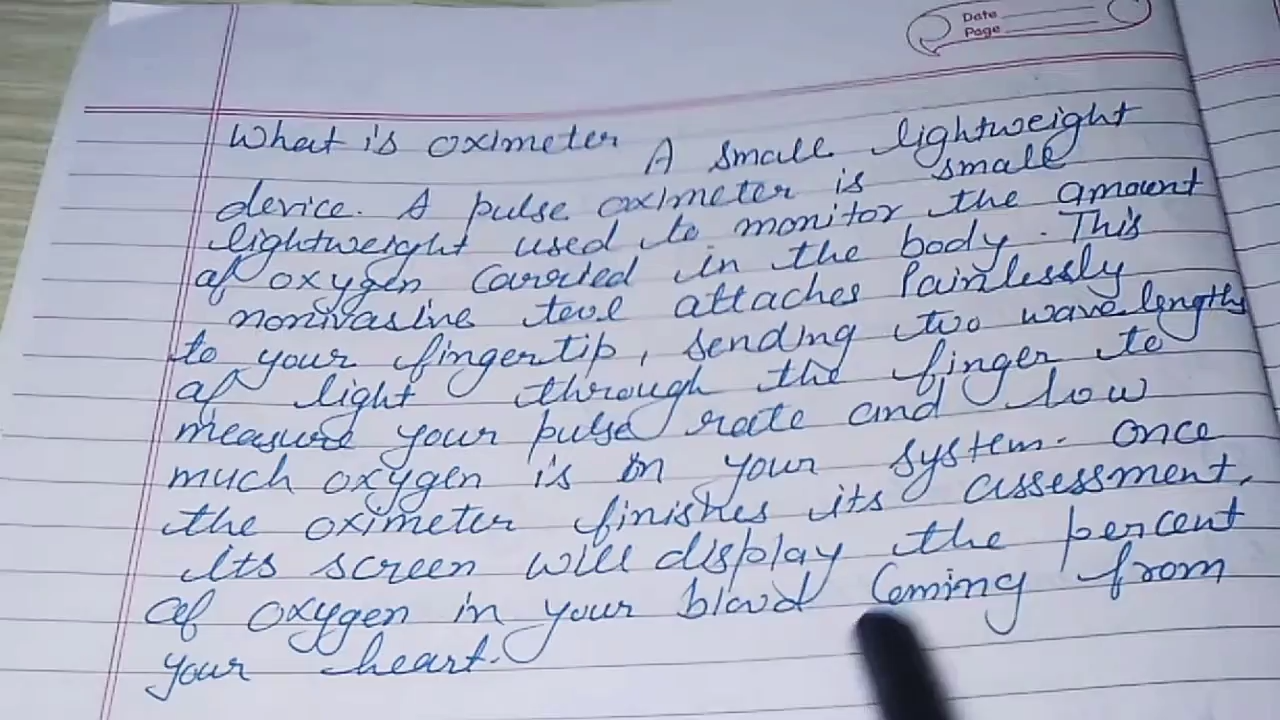 Date
Page
What is oximeter A small lightweight
device. A pulse oximeter is small
lightweight used to monitor the amount
of oxygen carried in the body. This
nonivasive tool attaches Painlessly
to your fingertip, sending two wave lengths
of light through the finger to
measure your pulse rate and how
much oxygen is in your system. once
the oximeter finishes its assessment,
its screen will display the percent
of oxygen in your blood Coming from
your heart.